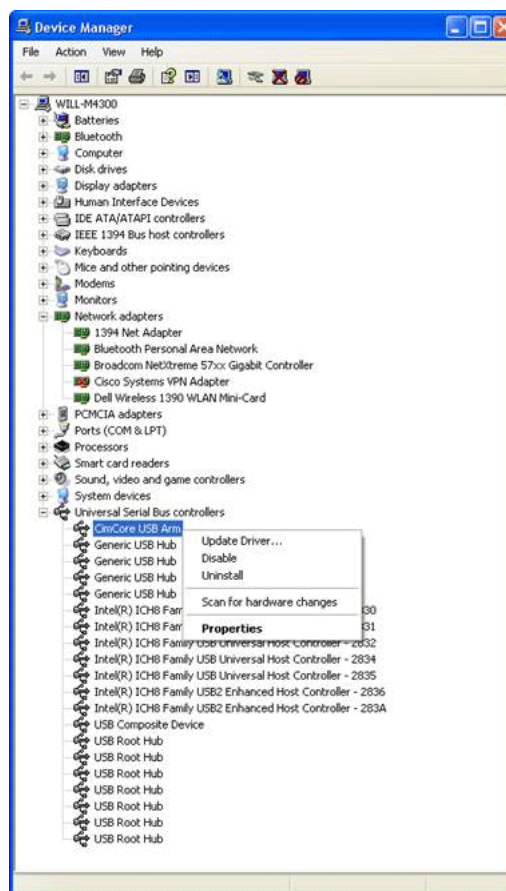 Device Manager
File Action View Help
WILL-M4300
Batteries
Bluetooth
Computer
Disk drives
Display adapters
Human Interface Devices
IDE ATA/ATAPI controllers
IEEE 1394 Bus host controllers
Keyboards
Mice and other pointing devices
Modems
Monitors
Network adapters
1394 Net Adapter
Bluetooth Personal Area Network
Broadcom NetXtreme 57xx Gigabit Controller
Cisco Systems VPN Adapter
Dell Wireless 1390 WLAN Mini-Card
PCMCIA adapters
Ports (COM & LPT)
Processors
Smart card readers
Sound, video and game controllers
System devices
Universal Serial Bus controllers
CimCore USB Arm
Generic USB Hub
Generic USB Hub
Generic USB Hub
Generic USB Hub
Intel(R) ICH8 Fam 830
Intel(R) ICH8 Fam 831
Intel(R) ICH8 Family USB Universal Host Controller - 2832
Intel(R) ICH8 Family USB Universal Host Controller - 2834
Intel(R) ICH8 Family USB Universal Host Controller - 2835
Intel(R) ICH8 Family USB2 Enhanced Host Controller - 2836
Intel(R) ICH8 Family USB2 Enhanced Host Controller - 283A
USB Composite Device
USB Root Hub
USB Root Hub
USB Root Hub
USB Root Hub
USB Root Hub
USB Root Hub
USB Root Hub
Update Driver...
Disable
Uninstall
Scan for hardware changes
Properties